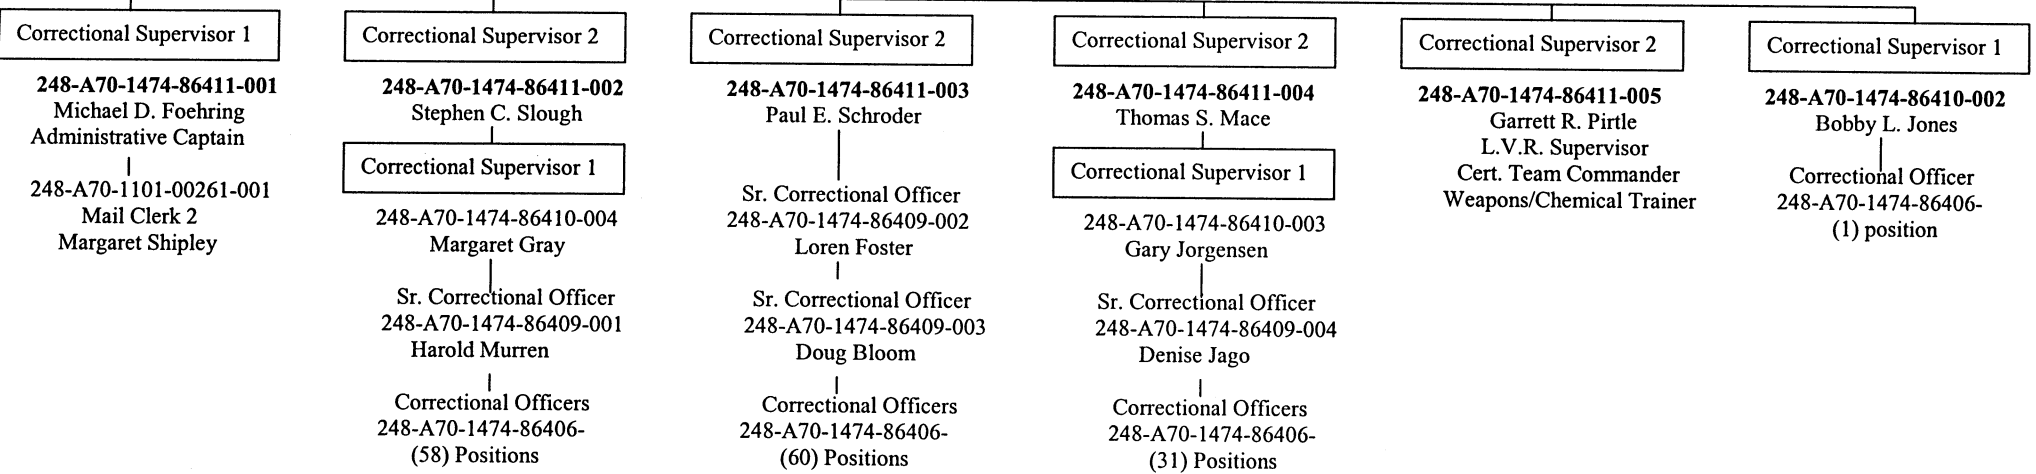 Correctional Supervisor 1
248-A70-1474-86411-001
Michael D. Foehring
Administrative Captain
248-A70-1101-00261-001
Mail Clerk 2
Margaret Shipley
Correctional Supervisor 2
248-A70-1474-86411-002
Stephen C. Slough
Correctional Supervisor 1
248-A70-1474-86410-004
Margaret Gray
Sr. Correctional Officer
248-A70-1474-86409-001
Harold Murren
Correctional Officers
248-A70-1474-86406-
(58) Positions
Correctional Supervisor 2
248-A70-1474-86411-003
Paul E. Schroder
Sr. Correctional Officer
248-A70-1474-86409-002
Loren Foster
Sr. Correctional Officer
248-A70-1474-86409-003
Doug Bloom
Correctional Officers
248-A70-1474-86406-
(60) Positions
Correctional Supervisor 2
248-A70-1474-86411-004
Thomas S. Mace
Correctional Supervisor 1
248-A70-1474-86410-003
Gary Jorgensen
Sr. Correctional Officer
248-A70-1474-86409-004
Denise Jago
Correctional Officers
248-A70-1474-86406-
(31) Positions
Correctional Supervisor 2
248-A70-1474-86411-005
Garrett R. Pirtle
L.V.R. Supervisor
Cert. Team Commander
Weapons/Chemical Trainer
Correctional Supervisor 1
248-A70-1474-86410-002
Bobby L. Jones
Correctional Officer
248-A70-1474-86406-
(1) position